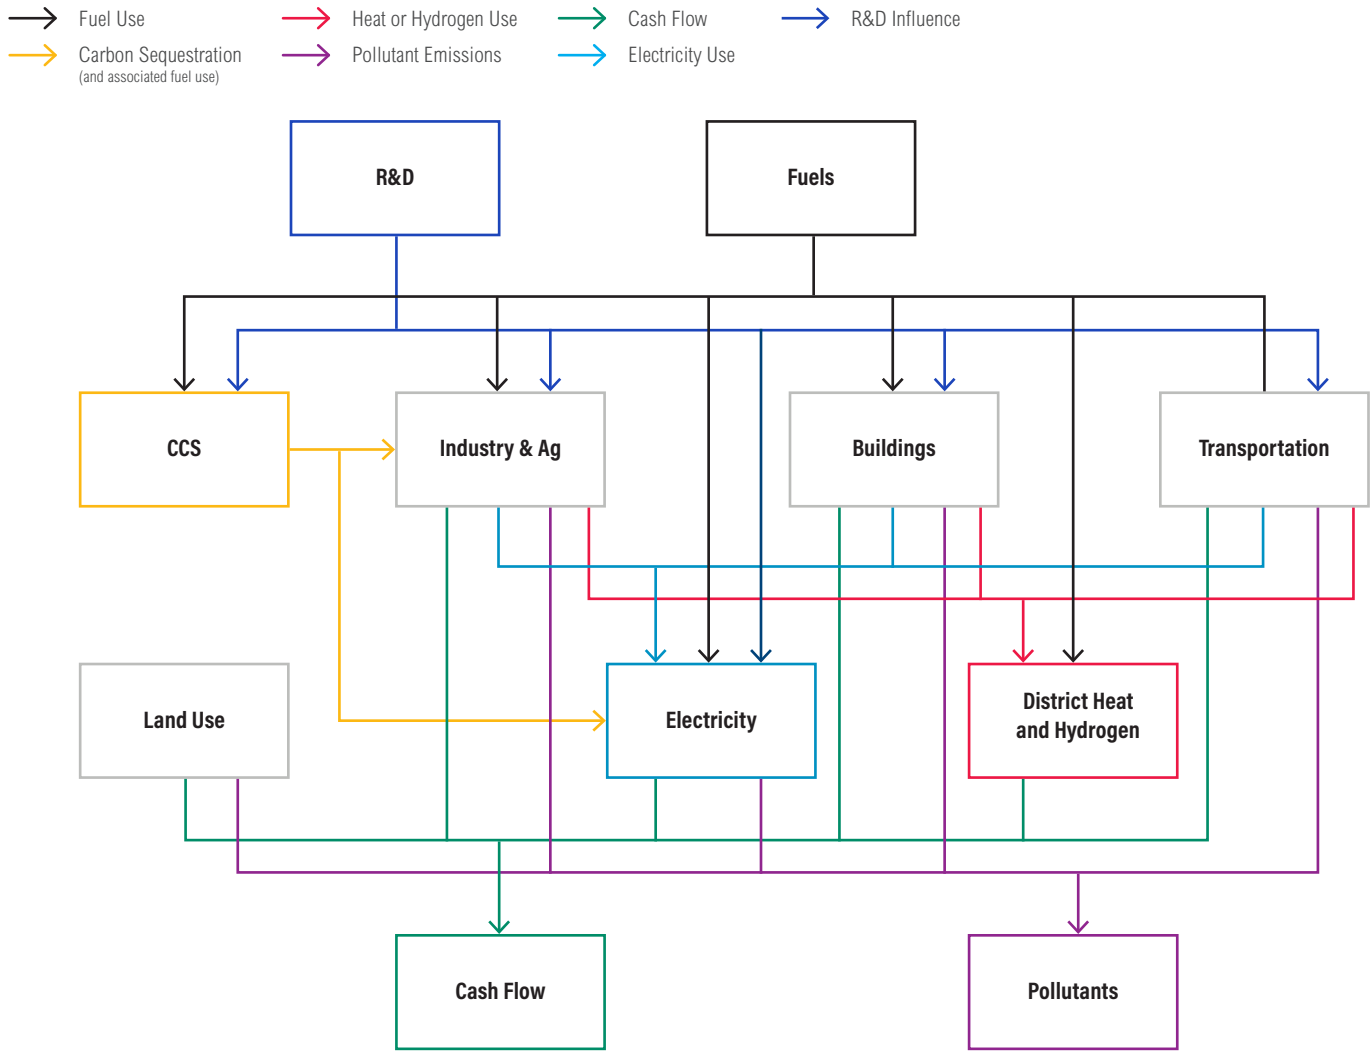 Fuel Use
Heat or Hydrogen Use
Cash Flow
R&D Influence
Carbon Sequestration
(and associated fuel use)
Pollutant Emissions
Electricity Use
R&D
Fuels
CCS
Industry & Ag
Buildings
Transportation
Land Use
Electricity
District Heat
and Hydrogen
Cash Flow
Pollutants